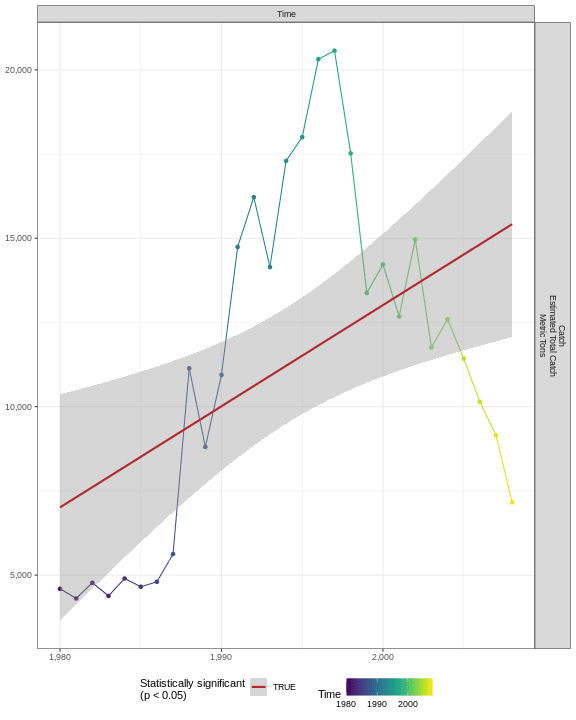 Time
20,000
15,000
10,000
5,000
1,980
1,990
2,000
Catch
Estimated Total Catch
Metric Tons
Statistically significant
(p < 0.05)
TRUE
Time
1980
1990
2000